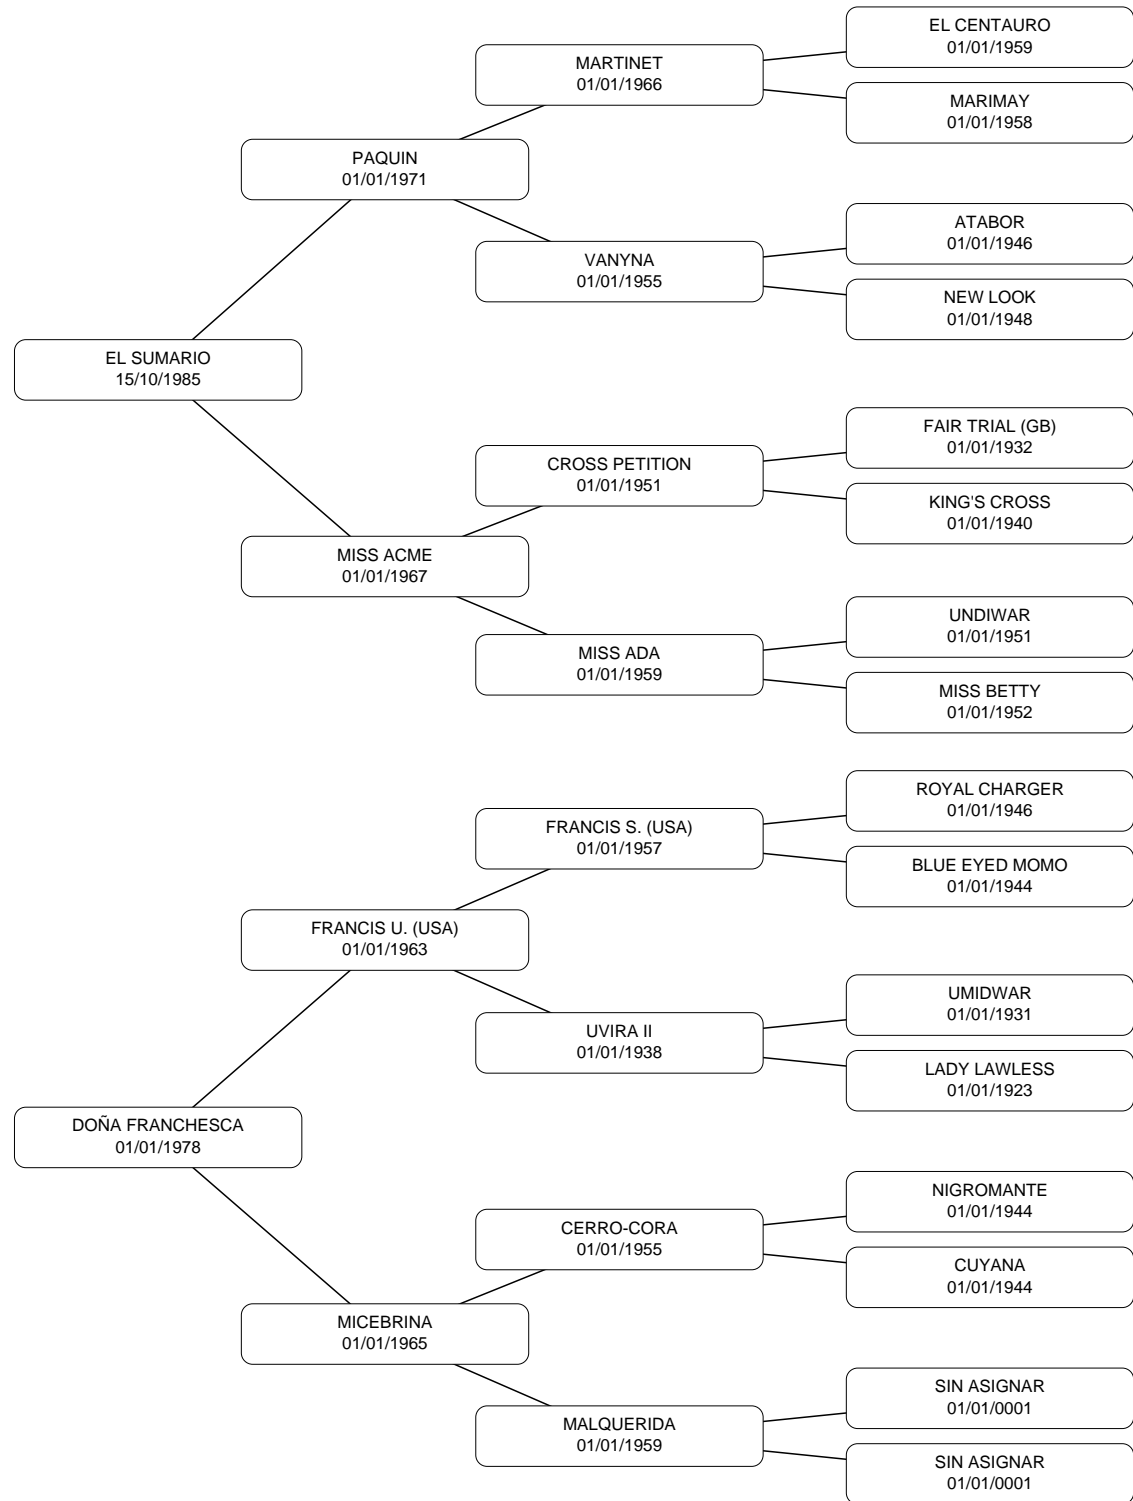 EL CENTAURO
01/01/1959
MARTINET
01/01/1966
MARIMAY
01/01/1958
PAQUIN
01/01/1971
ATABOR
01/01/1946
VANYNA
01/01/1955
NEW LOOK
01/01/1948
EL SUMARIO
15/10/1985
FAIR TRIAL (GB)
01/01/1932
CROSS PETITION
01/01/1951
KING'S CROSS
01/01/1940
MISS ACME
01/01/1967
UNDIWAR
01/01/1951
MISS ADA
01/01/1959
MISS BETTY
01/01/1952
ROYAL CHARGER
01/01/1946
FRANCIS S. (USA)
01/01/1957
BLUE EYED MOMO
01/01/1944
FRANCIS U. (USA)
01/01/1963
UMIDWAR
01/01/1931
UVIRA II
01/01/1938
LADY LAWLESS
01/01/1923
DOÑA FRANCHESCA
01/01/1978
NIGROMANTE
01/01/1944
CERRO-CORA
01/01/1955
CUYANA
01/01/1944
MICEBRINA
01/01/1965
SIN ASIGNAR
01/01/0001
MALQUERIDA
01/01/1959
SIN ASIGNAR
01/01/0001